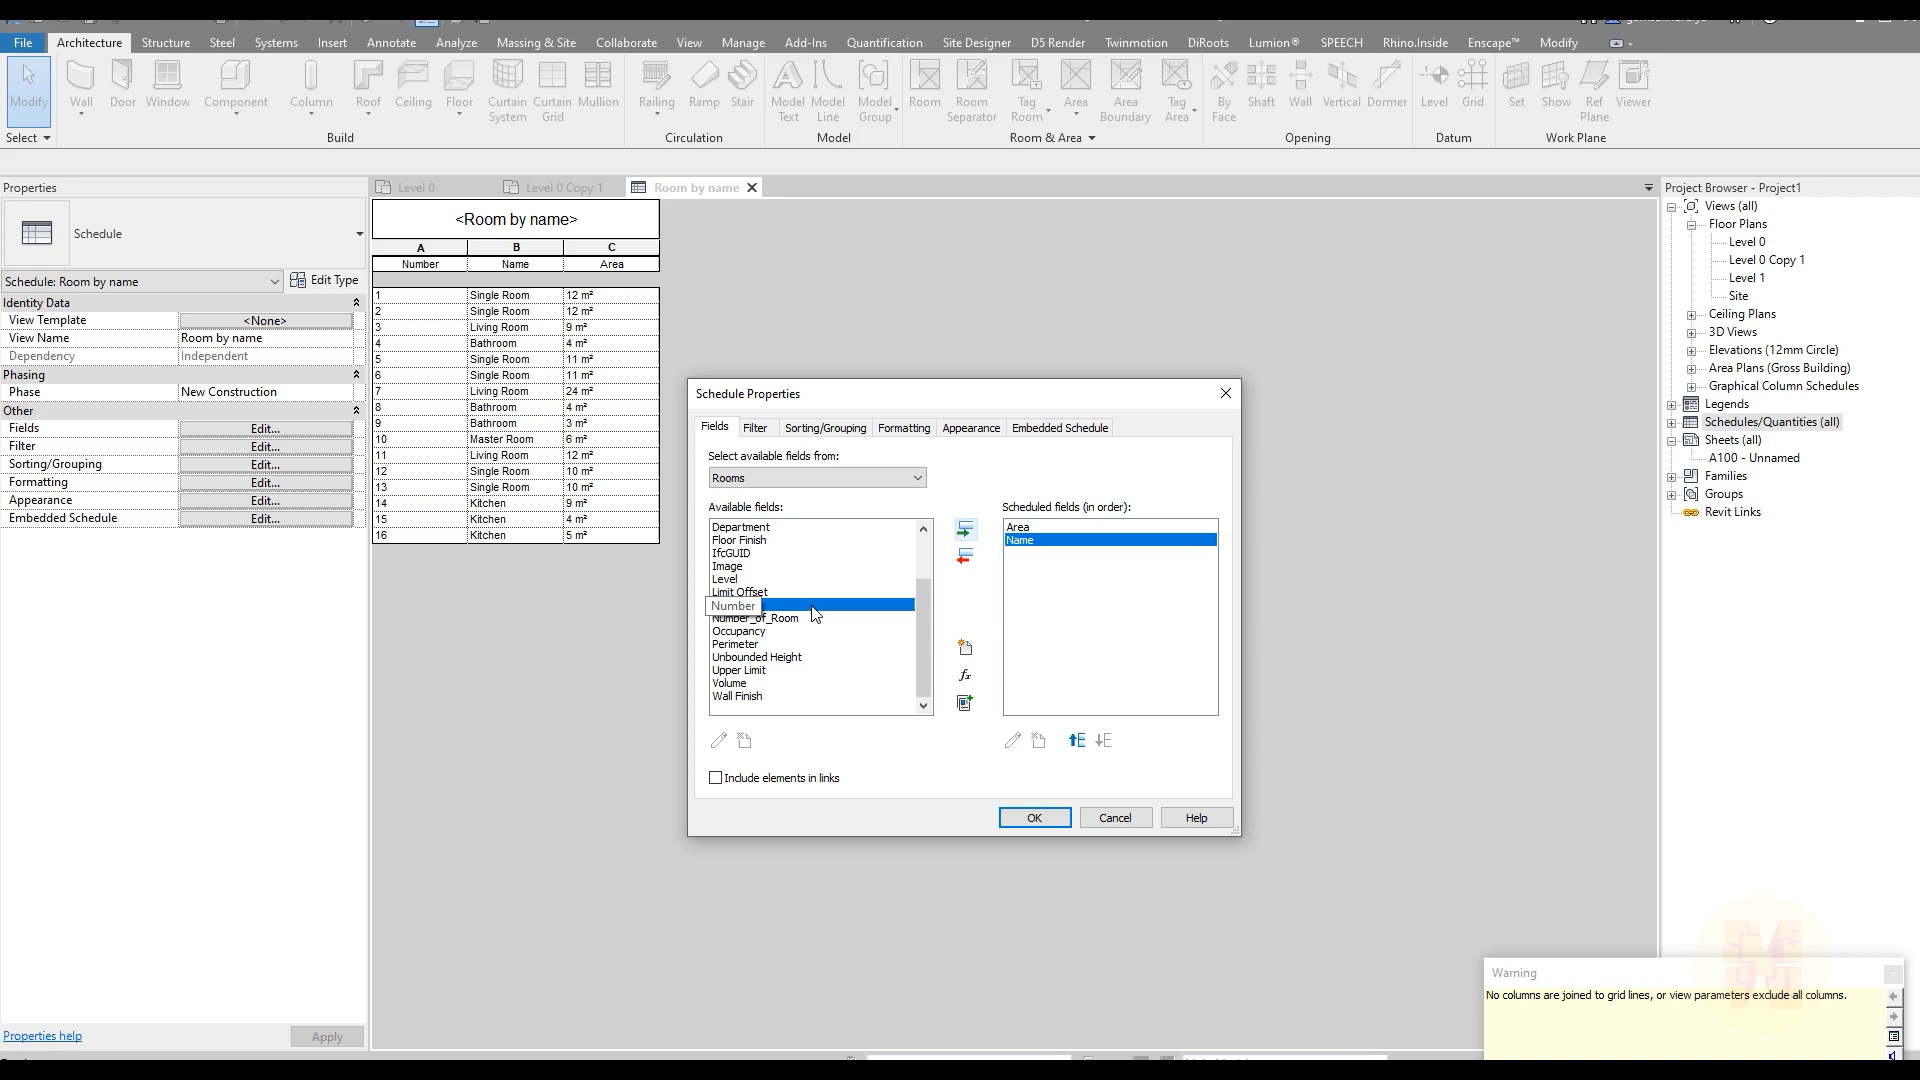 File Architecture Structure Steel Systems Insert Annotate Analyze Massing & Site Collaborate View Manage Add-Ins Quantification Site Designer D5 Render Twinmotion DiRoots Lumion® SPEECH Rhino.Inside Enscape™ Modify
Modify Wall Door Window Component Column Roof Ceiling Floor Curtain System Curtain Grid Mullion Railing Ramp Stair Model Text Model Line Model Group Room Room Separator Tag Room Area Area Boundary Tag Area By Face Shaft Wall Vertical Dormer Level Grid Set Show Ref Plane Viewer
Select Build Circulation Model Room & Area Opening Datum Work Plane
Properties
Schedule
Schedule: Room by name Edit Type
Identity Data
View Template <None>
View Name Room by name
Dependency Independent
Phasing
Phase New Construction
Other
Fields Edit...
Filter Edit...
Sorting/Grouping Edit...
Formatting Edit...
Appearance Edit...
Embedded Schedule Edit...
Properties help Apply
Level 0 Level 0 Copy 1 Room by name
<Room by name>
A B C
Number Name Area
1 Single Room 12 m²
2 Single Room 12 m²
3 Living Room 9 m²
4 Bathroom 4 m²
5 Single Room 11 m²
6 Single Room 11 m²
7 Living Room 24 m²
8 Bathroom 4 m²
9 Bathroom 3 m²
10 Master Room 6 m²
11 Living Room 12 m²
12 Single Room 10 m²
13 Single Room 10 m²
14 Kitchen 9 m²
15 Kitchen 4 m²
16 Kitchen 5 m²
Schedule Properties
Fields Filter Sorting/Grouping Formatting Appearance Embedded Schedule
Select available fields from:
Rooms
Available fields:
Department
Floor Finish
IfcGUID
Image
Level
Limit Offset
Number
Number_of_Room
Occupancy
Perimeter
Unbounded Height
Upper Limit
Volume
Wall Finish
fx
Scheduled fields (in order):
Area
Name
Include elements in links
OK Cancel Help
Project Browser - Project1
Views (all)
Floor Plans
Level 0
Level 0 Copy 1
Level 1
Site
Ceiling Plans
3D Views
Elevations (12mm Circle)
Area Plans (Gross Building)
Graphical Column Schedules
Legends
Schedules/Quantities (all)
Sheets (all)
A100 - Unnamed
Families
Groups
Revit Links
Warning
No columns are joined to grid lines, or view parameters exclude all columns.